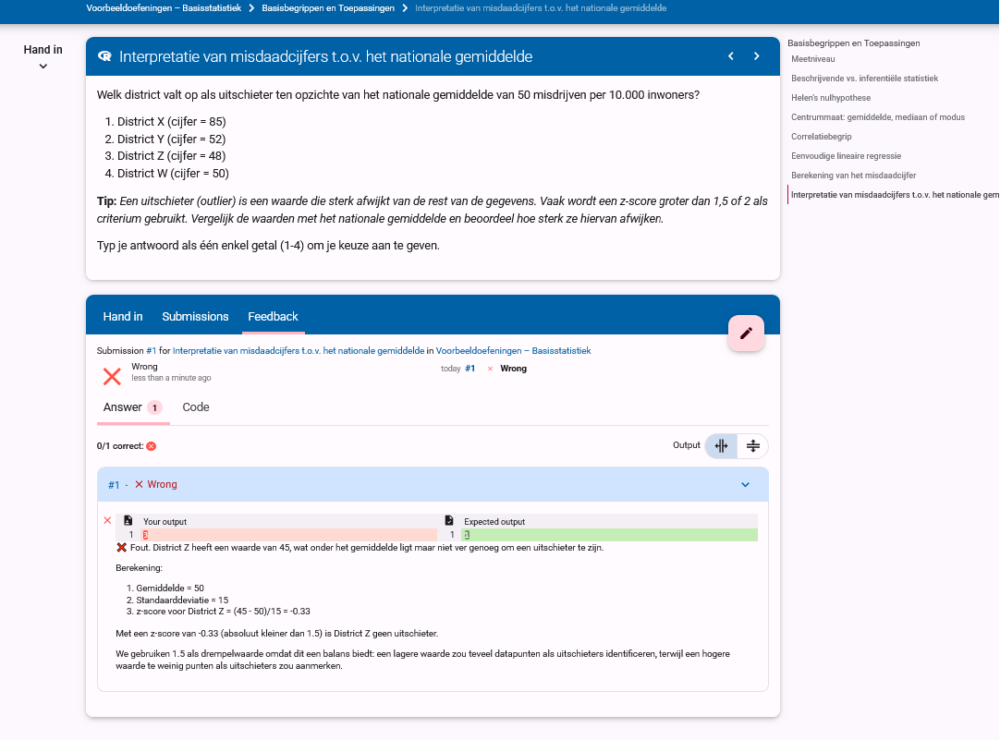 Voorbeeldoefeningen – Basisstatistiek > Basisbegrippen en Toepassingen > Interpretatie van misdaadcijfers t.o.v. het nationale gemiddelde
Hand in
Interpretatie van misdaadcijfers t.o.v. het nationale gemiddelde
Welk district valt op als uitschieter ten opzichte van het nationale gemiddelde van 50 misdrijven per 10.000 inwoners?
1. District X (cijfer = 85)
2. District Y (cijfer = 52)
3. District Z (cijfer = 48)
4. District W (cijfer = 50)
Tip: Een uitschieter (outlier) is een waarde die sterk afwijkt van de rest van de gegevens. Vaak wordt een z-score groter dan 1,5 of 2 als
criterium gebruikt. Vergelijk de waarden met het nationale gemiddelde en beoordeel hoe sterk ze hiervan afwijken.
Typ je antwoord als één enkel getal (1-4) om je keuze aan te geven.
Basisbegrippen en Toepassingen
Meetniveau
Beschrijvende vs. inferentiële statistiek
Helen's nulhypothese
Centrummaat: gemiddelde, mediaan of modus
Correlatiebegrip
Eenvoudige lineaire regressie
Berekening van het misdaadcijfer
Interpretatie van misdaadcijfers t.o.v. het nationale gem
Hand in Submissions Feedback
Submission #1 for Interpretatie van misdaadcijfers t.o.v. het nationale gemiddelde in Voorbeeldoefeningen – Basisstatistiek
Wrong
less than a minute ago
today #1 Wrong
Answer 1 Code
0/1 correct:
Output
#1 · Wrong
Your output Expected output
1 3 1 1
Fout. District Z heeft een waarde van 45, wat onder het gemiddelde ligt maar niet ver genoeg om een uitschieter te zijn.
Berekening:
1. Gemiddelde = 50
2. Standaarddeviatie = 15
3. z-score voor District Z = (45 - 50)/15 = -0.33
Met een z-score van -0.33 (absoluut kleiner dan 1.5) is District Z geen uitschieter.
We gebruiken 1.5 als drempelwaarde omdat dit een balans biedt: een lagere waarde zou teveel datapunten als uitschieters identificeren, terwijl een hogere
waarde te weinig punten als uitschieters zou aanmerken.